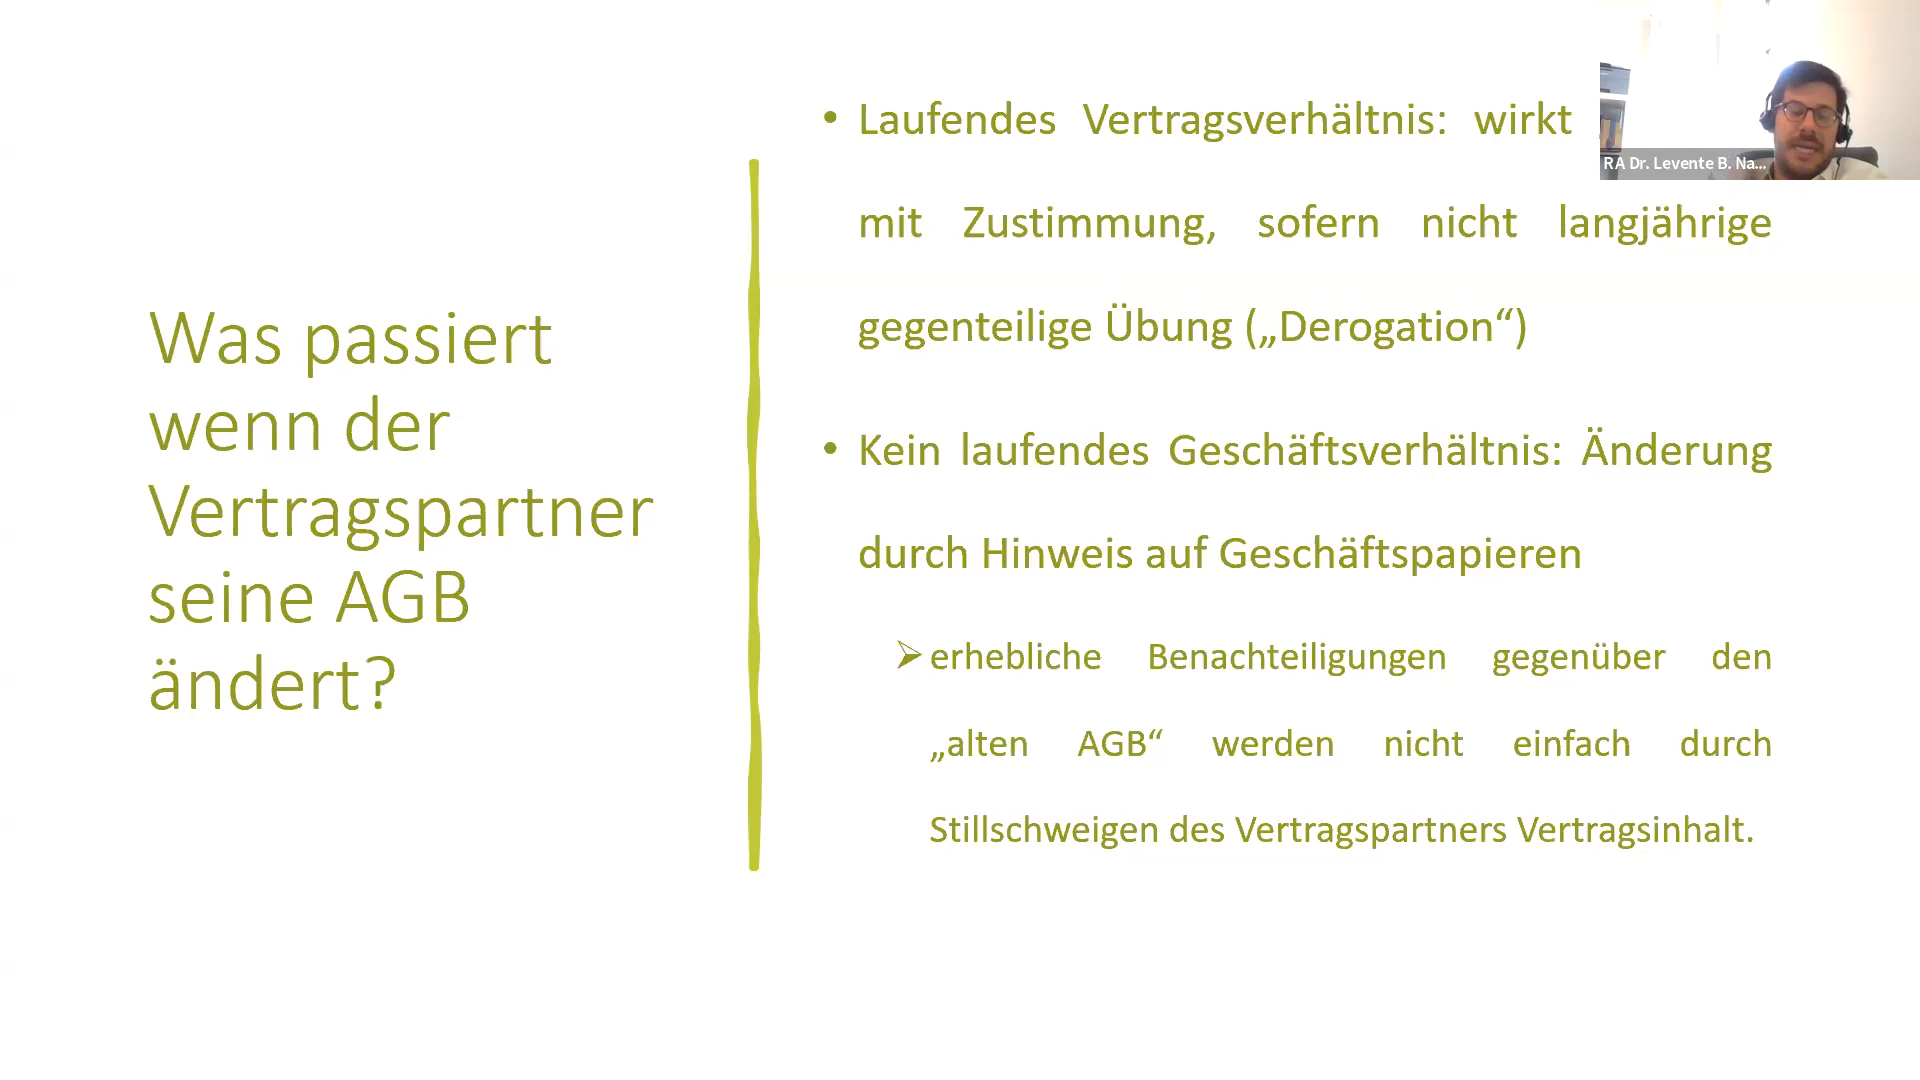 Was passiert
wenn der
Vertragspartner
seine AGB
ändert?
• Laufendes Vertragsverhältnis: wirkt
mit Zustimmung, sofern nicht langjährige
gegenteilige Übung („Derogation“)
• Kein laufendes Geschäftsverhältnis: Änderung
durch Hinweis auf Geschäftspapieren
➢ erhebliche Benachteiligungen gegenüber den
„alten AGB“ werden nicht einfach durch
Stillschweigen des Vertragspartners Vertragsinhalt.
RA Dr. Levente B. Na...